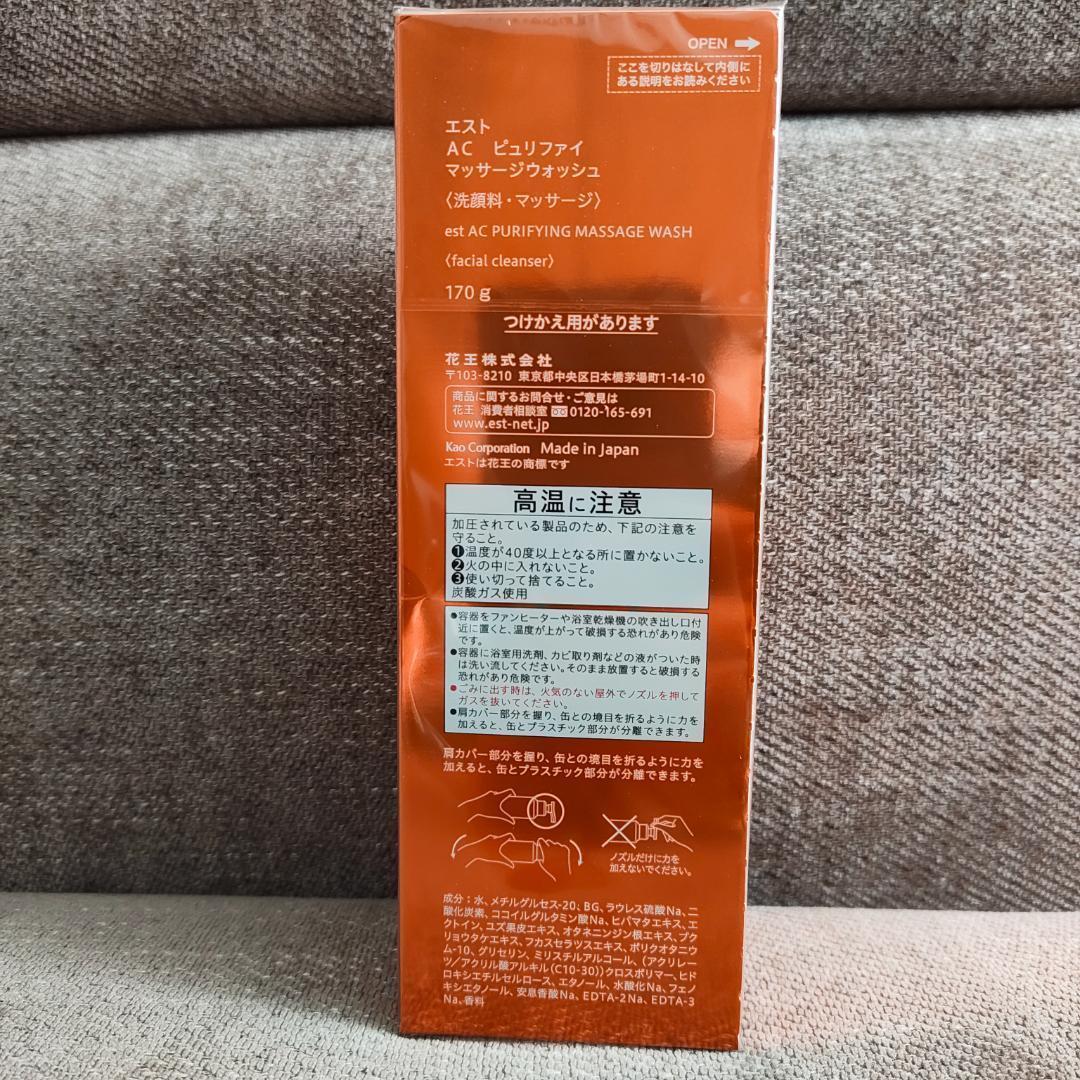 OPEN
ここを切りはなして内側に
ある説明をお読みください
エスト
AC ピュリファイ
マッサージウォッシュ
〈洗顔料・マッサージ〉
est AC PURIFYING MASSAGE WASH
〈facial cleanser〉
170 g
つけかえ用があります
花王株式会社
〒103-8210 東京都中央区日本橋茅場町1-14-10
商品に関するお問合せ・ご意見は
花王 消費者相談室 0120-165-691
www.est-net.jp
Kao Corporation Made in Japan
エストは花王の商標です
高温に注意
加圧されている製品のため、下記の注意を
守ること。
❶温度が40度以上となる所に置かないこと。
❷火の中に入れないこと。
❸使い切って捨てること。
炭酸ガス使用
●容器をファンヒーターや浴室乾燥機の吹き出し口付
近に置くと、温度が上がって破損する恐れがあり危険
です。
●容器に浴室用洗剤、カビ取り剤などの液がついた時
は洗い流してください。そのまま放置すると破損する
恐れがあり危険です。
●ごみに出す時は、火気のない屋外でノズルを押して
ガスを抜いてください。
●肩カバー部分を握り、缶との境目を折るように力を
加えると、缶とプラスチック部分が分離できます。
肩カバー部分を握り、缶との境目を折るように力を
加えると、缶とプラスチック部分が分離できます。
ノズルだけに力を
加えないでください。
成分：水、メチルグルセス-20、BG、ラウレス硫酸Na、二
酸化炭素、ココイルグルタミン酸Na、ヒバマタエキス、エ
クトイン、ユズ果皮エキス、オタネニンジン根エキス、ブク
リョウタケエキス、フカスセラツスエキス、ポリクオタニウ
ム-10、グリセリン、ミリスチルアルコール、（アクリレー
ツ/アクリル酸アルキル（C10-30））クロスポリマー、ヒド
ロキシエチルセルロース、エタノール、水酸化Na、フェノ
キシエタノール、安息香酸Na、EDTA-2Na、EDTA-3
Na、香料